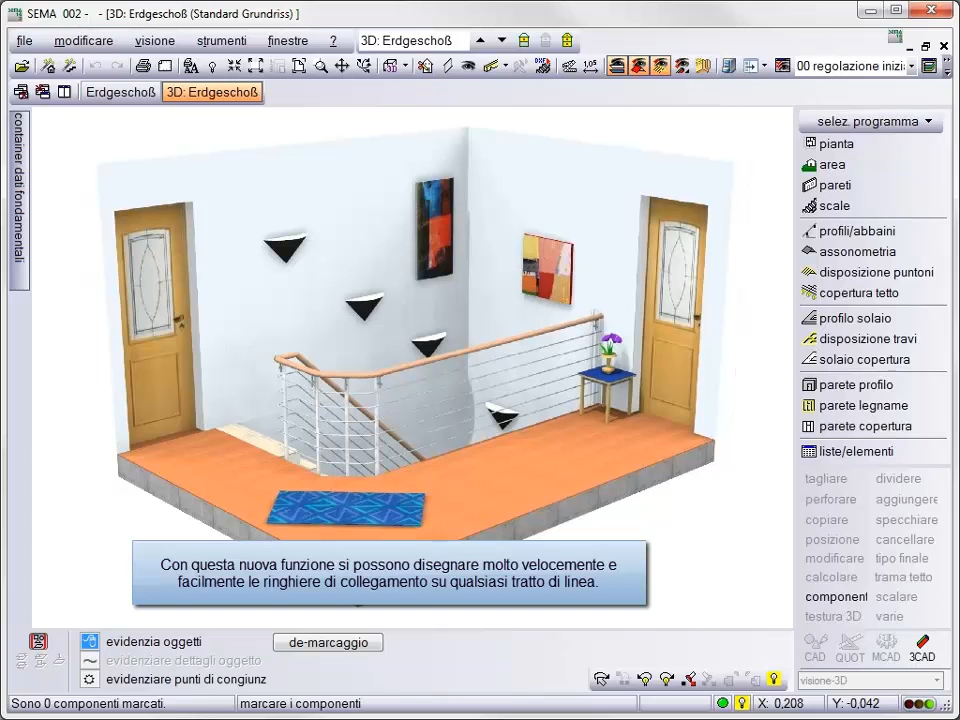 SEMA 002 - - [3D: Erdgeschoß (Standard Grundriss) ]
file modificare visione strumenti finestre ? 3D: Erdgeschoß
00 regolazione inizi
Erdgeschoß 3D: Erdgeschoß
container dati fondamentali
selez. programma
pianta
area
pareti
scale
profili/abbaini
assonometria
disposizione puntoni
copertura tetto
profilo solaio
disposizione travi
solaio copertura
parete profilo
parete legname
parete copertura
liste/elementi
tagliare dividere
perforare aggiungere
copiare specchiare
posizione cancellare
modificare tipo finale
calcolare trama tetto
component scalare
testura 3D varie
CAD QUOT MCAD 3CAD
visione-3D
Con questa nuova funzione si possono disegnare molto velocemente e
facilmente le ringhiere di collegamento su qualsiasi tratto di linea.
evidenzia oggetti de-marcaggio
evidenziare dettagli oggetto
evidenziare punti di congiunz
Sono 0 componenti marcati. marcare i componenti X: 0,208 Y: -0,042